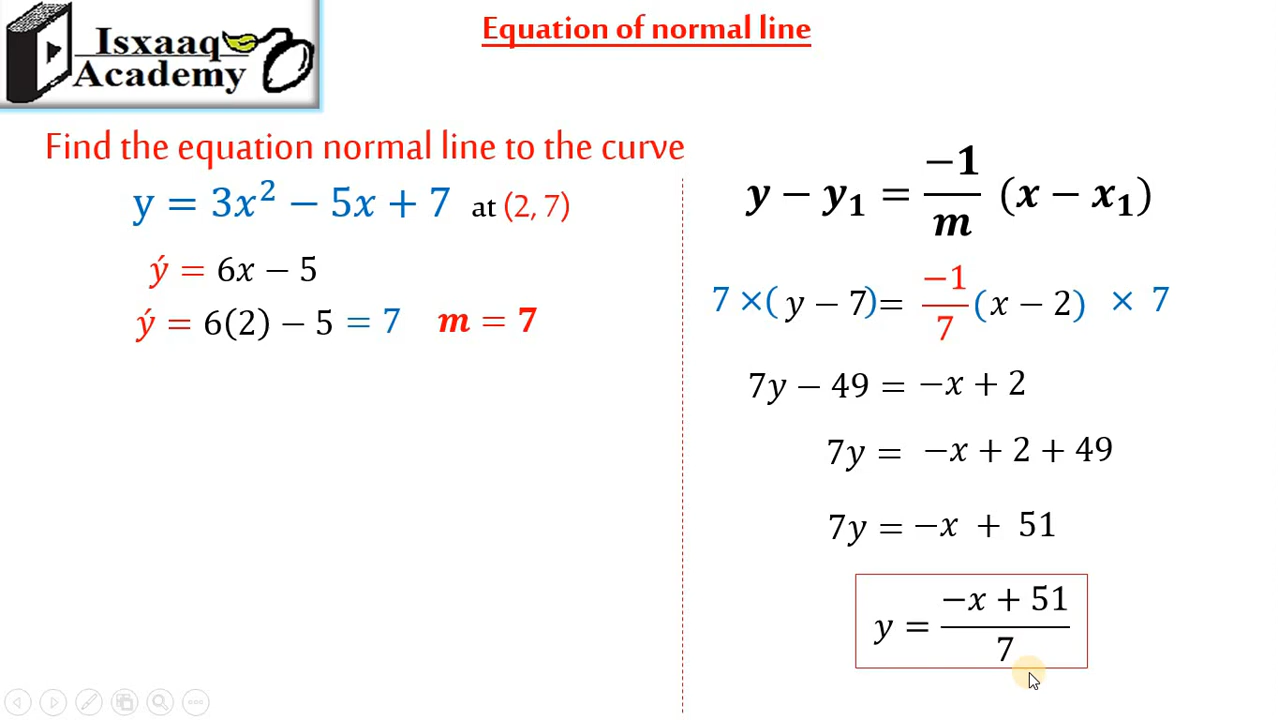 Isxaaq
Academy
Equation of normal line
Find the equation normal line to the curve
y = 3x² − 5x + 7 at (2, 7)
ý = 6x − 5
ý = 6(2) − 5 = 7 m = 7
y − y₁ = −1/m (x − x₁)
7 ×( y − 7)= −1/7 (x − 2) × 7
7y − 49 = −x + 2
7y = −x + 2 + 49
7y = −x + 51
y = −x + 51/7